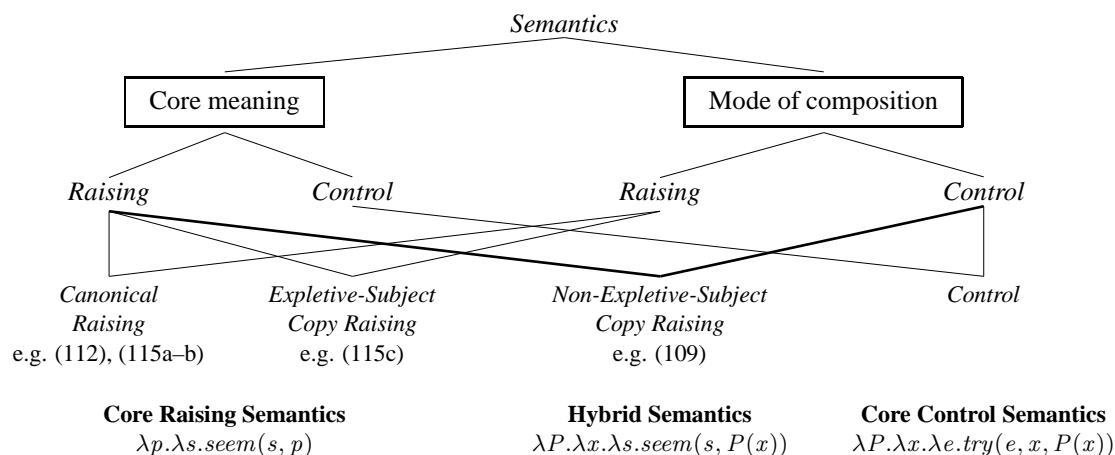 Semantics
Core meaning
Mode of composition
Raising
Control
Raising
Control
Canonical
Raising
e.g. (112), (115a–b)
Expletive-Subject
Copy Raising
e.g. (115c)
Non-Expletive-Subject
Copy Raising
e.g. (109)
Control
Core Raising Semantics
λp.λs.seem(s, p)
Hybrid Semantics
λP.λx.λs.seem(s, P(x))
Core Control Semantics
λP.λx.λe.try(e, x, P(x))